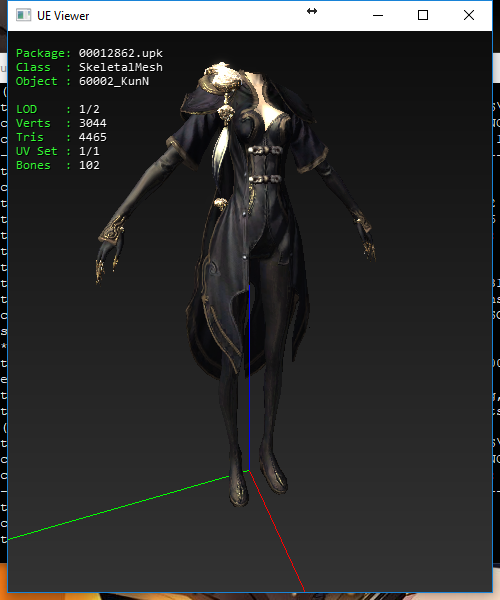 UE Viewer
Package: 00012862.upk
Class : SkeletalMesh
Object : 60002_KunN
LOD : 1/2
Verts : 3044
Tris : 4465
UV Set : 1/1
Bones : 102